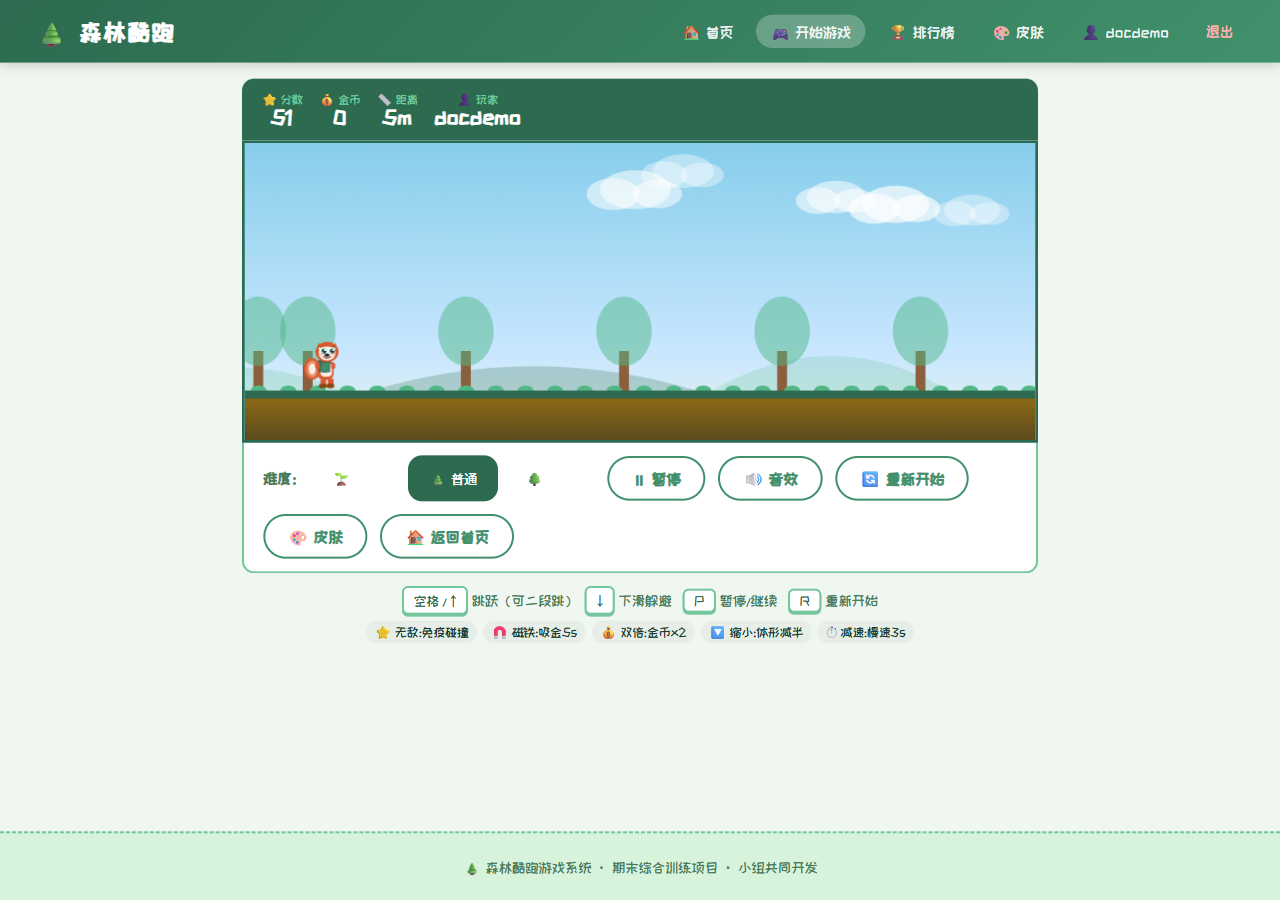 森林酷跑
首页
开始游戏
排行榜
皮肤
docdemo
退出
分数
51
金币
0
距离
5m
玩家
docdemo
难度:
普通
暂停
音效
重新开始
皮肤
返回首页
空格 / ↑ 跳跃（可二段跳） ↓ 下滑躲避 P 暂停/继续 R 重新开始
无敌:免疫碰撞 磁铁:吸金5s 双倍:金币×2 缩小:体形减半 减速:慢速3s
森林酷跑游戏系统 · 期末综合训练项目 · 小组共同开发